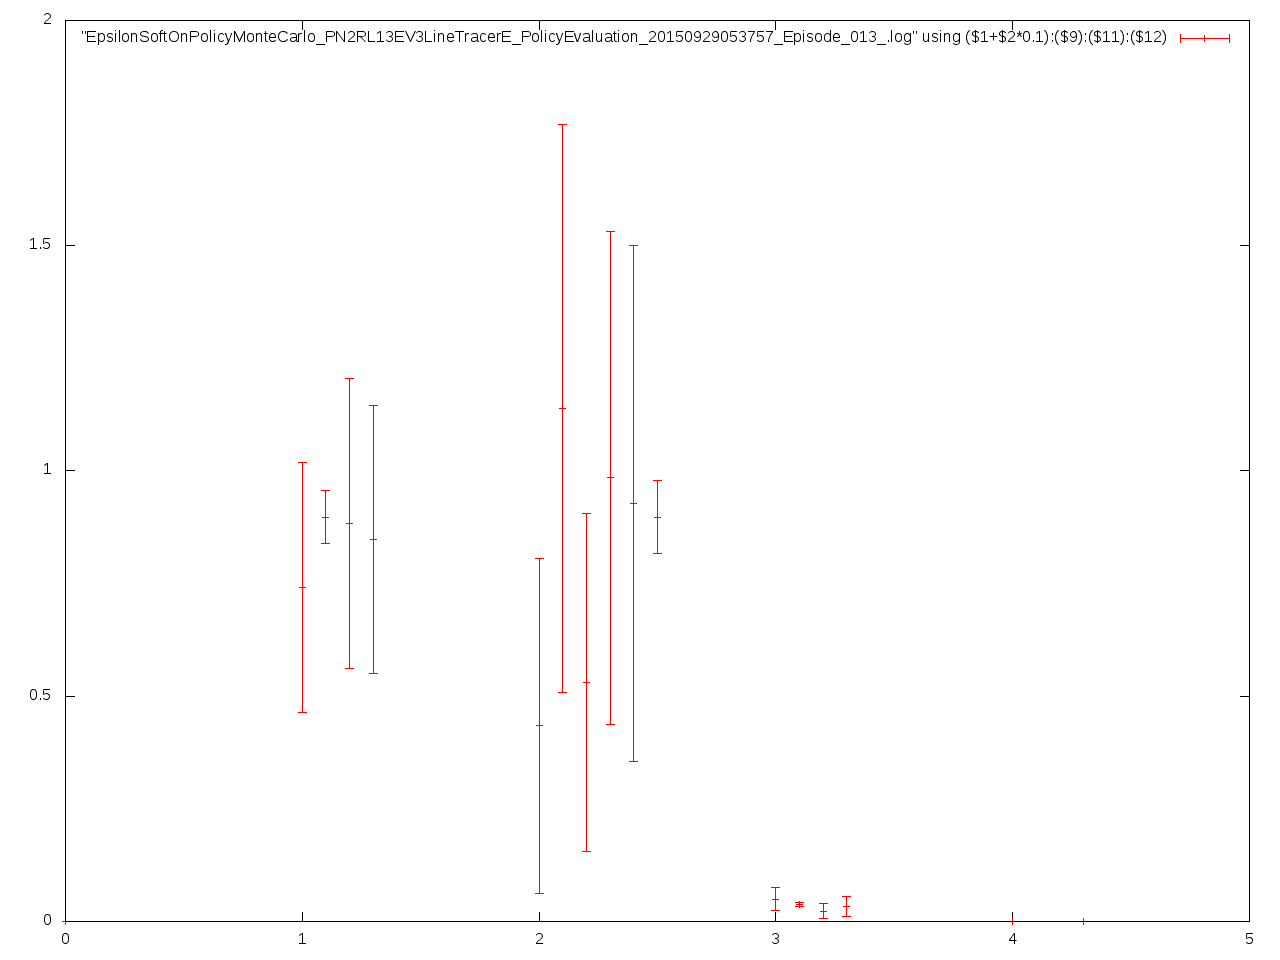 2
"EpsilonSoftOnPolicyMonteCarlo_PN2RL13EV3LineTracerE_PolicyEvaluation_20150929053757_Episode_013_.log" using ($1+$2*0.1):($9):($11):($12)
1.5
1
0.5
0
0 1 2 3 4 5